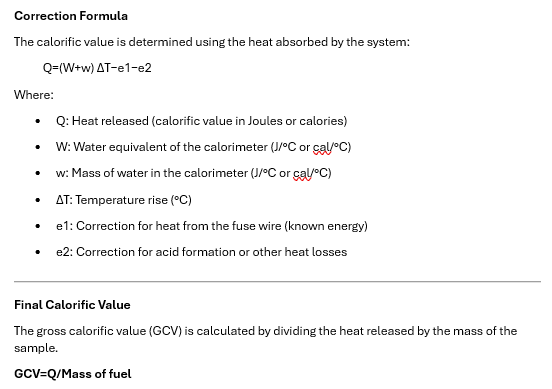 Correction Formula
The calorific value is determined using the heat absorbed by the system:
Q=(W+w) ΔT−e1−e2
Where:
• Q: Heat released (calorific value in Joules or calories)
• W: Water equivalent of the calorimeter (J/°C or cal/°C)
• w: Mass of water in the calorimeter (J/°C or cal/°C)
• ΔT: Temperature rise (°C)
• e1: Correction for heat from the fuse wire (known energy)
• e2: Correction for acid formation or other heat losses
Final Calorific Value
The gross calorific value (GCV) is calculated by dividing the heat released by the mass of the
sample.
GCV=Q/Mass of fuel